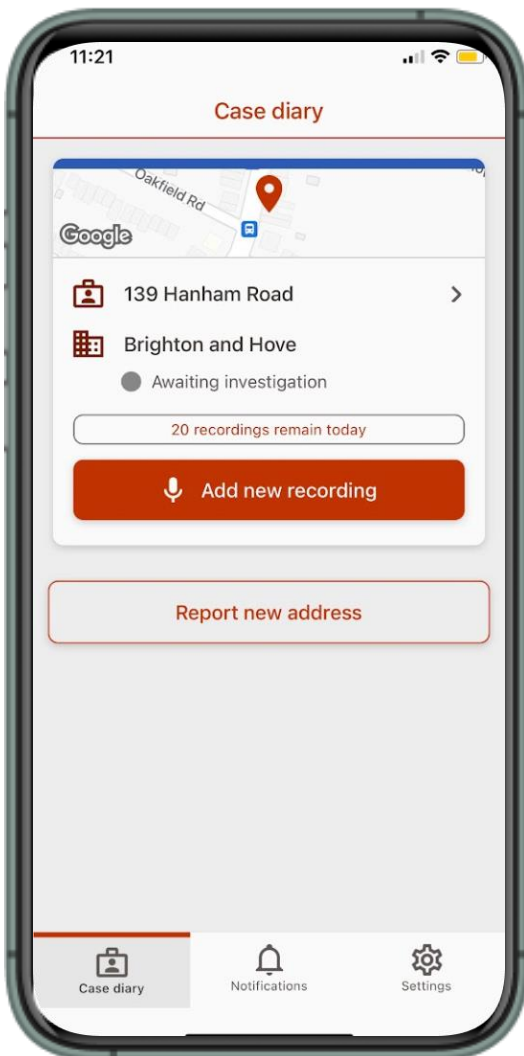 11:21
Case diary
Oakfield Rd
Google
139 Hanham Road
Brighton and Hove
Awaiting investigation
20 recordings remain today
Add new recording
Report new address
Case diary
Notifications
Settings